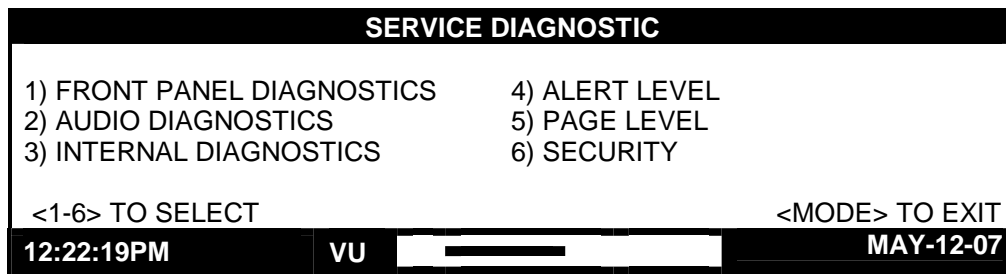 SERVICE DIAGNOSTIC
1) FRONT PANEL DIAGNOSTICS 4) ALERT LEVEL
2) AUDIO DIAGNOSTICS 5) PAGE LEVEL
3) INTERNAL DIAGNOSTICS 6) SECURITY
<1-6> TO SELECT <MODE> TO EXIT
12:22:19PM VU MAY-12-07